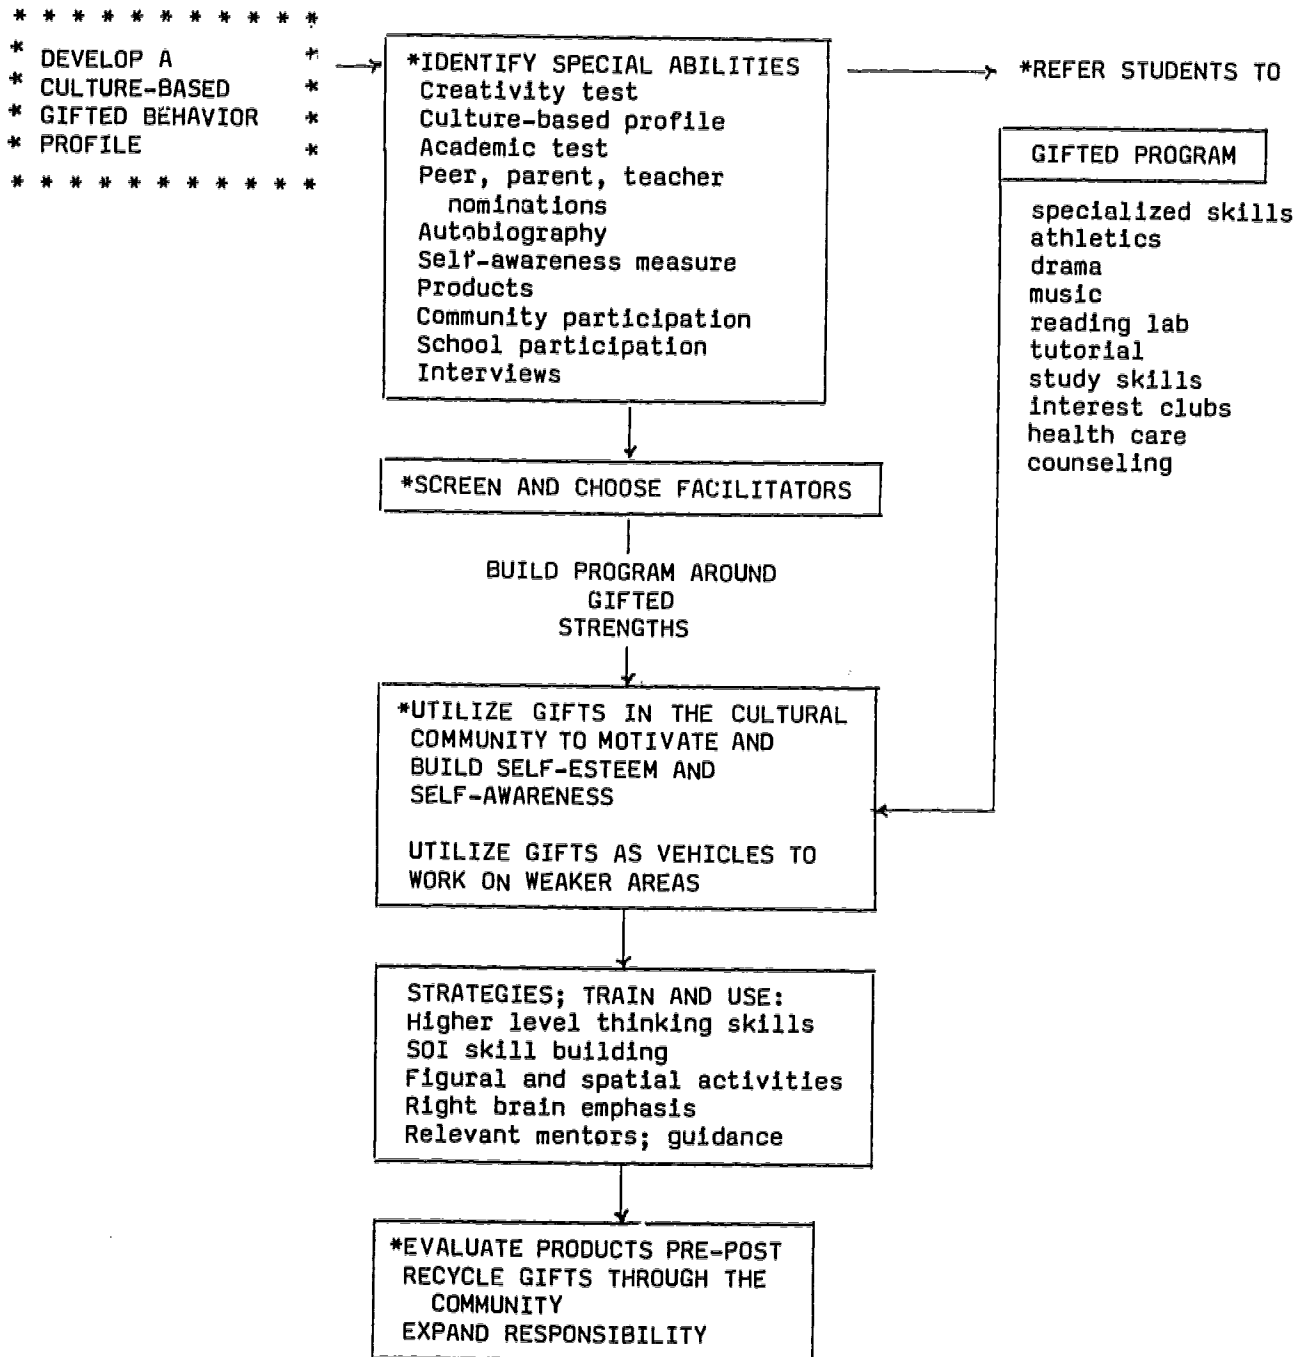 * * * * * * * * * * *
* DEVELOP A *
* CULTURE-BASED *
* GIFTED BEHAVIOR *
* PROFILE *
* * * * * * * * * * *
*IDENTIFY SPECIAL ABILITIES
Creativity test
Culture-based profile
Academic test
Peer, parent, teacher
nominations
Autobiography
Self-awareness measure
Products
Community participation
School participation
Interviews
*REFER STUDENTS TO
GIFTED PROGRAM
specialized skills
athletics
drama
music
reading lab
tutorial
study skills
interest clubs
health care
counseling
*SCREEN AND CHOOSE FACILITATORS
BUILD PROGRAM AROUND
GIFTED
STRENGTHS
*UTILIZE GIFTS IN THE CULTURAL
COMMUNITY TO MOTIVATE AND
BUILD SELF-ESTEEM AND
SELF-AWARENESS
UTILIZE GIFTS AS VEHICLES TO
WORK ON WEAKER AREAS
STRATEGIES; TRAIN AND USE:
Higher level thinking skills
SOI skill building
Figural and spatial activities
Right brain emphasis
Relevant mentors; guidance
*EVALUATE PRODUCTS PRE-POST
RECYCLE GIFTS THROUGH THE
COMMUNITY
EXPAND RESPONSIBILITY